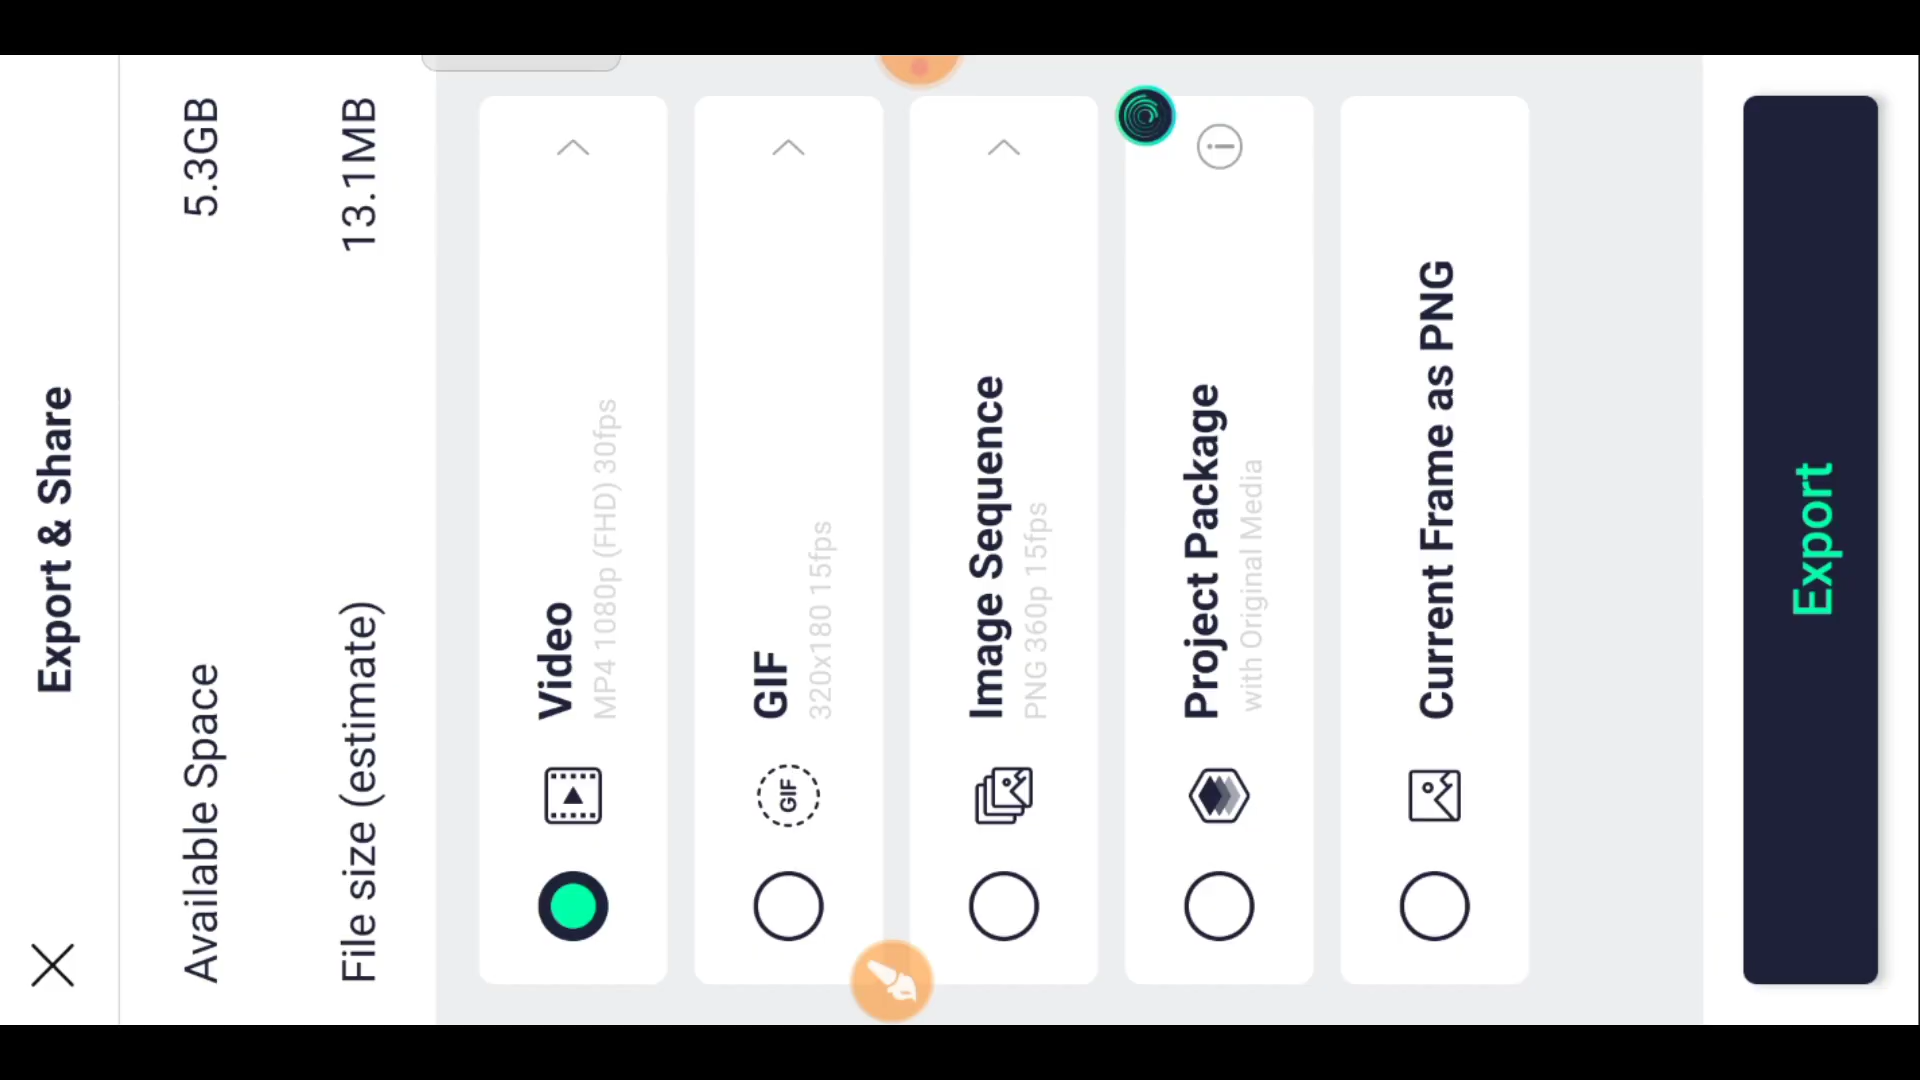 Export & Share
Available Space 5.3GB
File size (estimate) 13.1MB
Video
MP4 1080p (FHD) 30fps
GIF
GIF
320x180 15fps
Image Sequence
PNG 360p 15fps
Project Package
with Original Media
Current Frame as PNG
Export